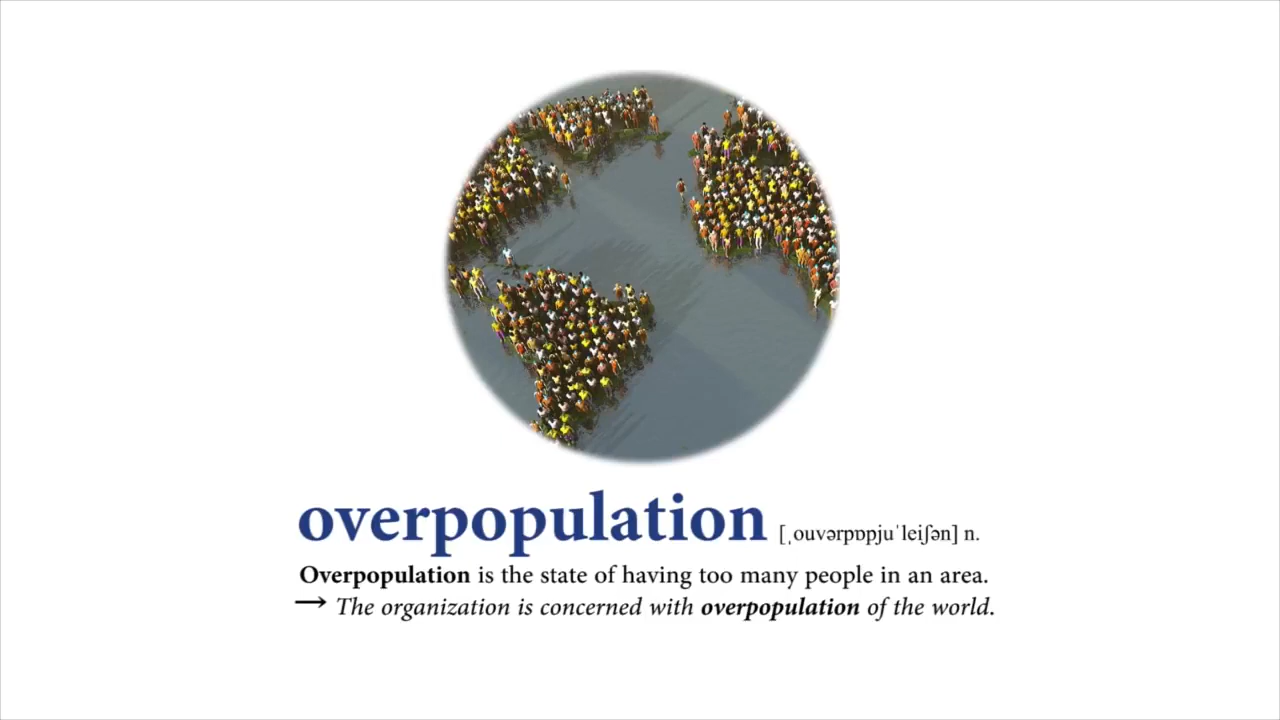 overpopulation [ˌouvərpɒpjuˈleiʃən] n.
Overpopulation is the state of having too many people in an area.
→ The organization is concerned with overpopulation of the world.